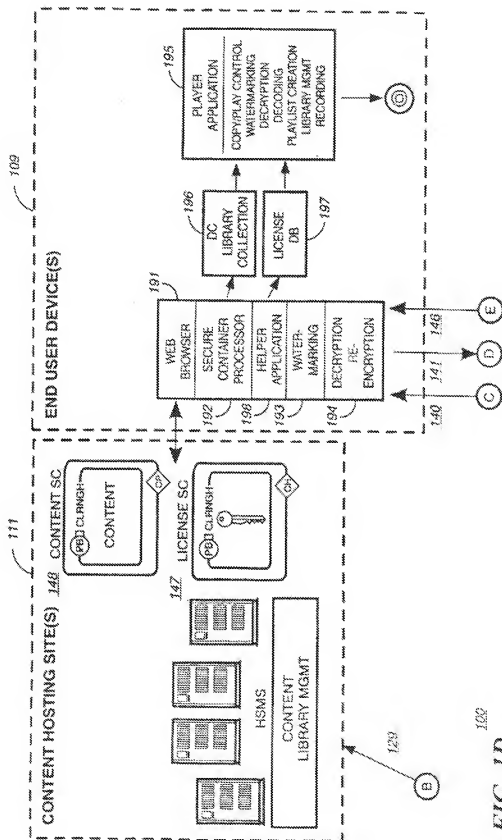 CONTENT HOSTING SITE(S)
111
148
CONTENT SC
PB
CLRNGH
CONTENT
CP
147
LICENSE SC
PB
CLRNGH
CH
HSMS
CONTENT
LIBRARY MGMT
B
129
END USER DEVICE(S)
109
191
WEB
BROWSER
192
SECURE
CONTAINER
PROCESSOR
198
HELPER
APPLICATION
193
WATER-
MARKING
194
DECRYPTION
RE-
ENCRYPTION
196
DC
LIBRARY
COLLECTION
197
LICENSE
DB
195
PLAYER
APPLICATION
COPY/PLAY CONTROL
WATERMARKING
DECRYPTION
DECODING
PLAYLIST CREATION
LIBRARY MGMT
RECORDING
140
C
141
D
146
E
100
FIG. 1D